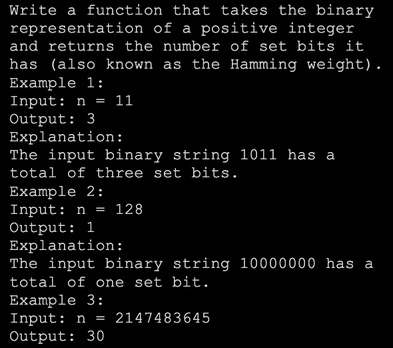 Write a function that takes the binary
representation of a positive integer
and returns the number of set bits it
has (also known as the Hamming weight).
Example 1:
Input: n = 11
Output: 3
Explanation:
The input binary string 1011 has a
total of three set bits.
Example 2:
Input: n = 128
Output: 1
Explanation:
The input binary string 10000000 has a
total of one set bit.
Example 3:
Input: n = 2147483645
Output: 30